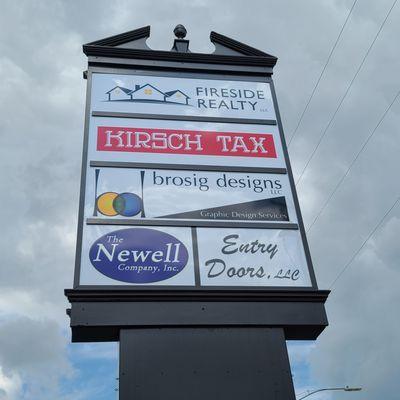 FIRESIDE
REALTY LLC
KIRSCH TAX
brosig designs
LLC
Graphic Design Services
The
Newell
Company, Inc.
Entry
Doors, LLC